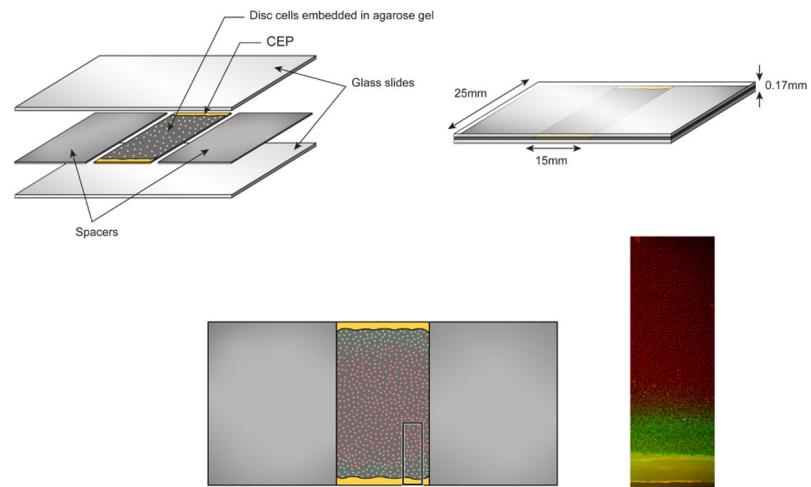 Disc cells embedded in agarose gel
CEP
Glass slides
Spacers
25mm
0.17mm
15mm